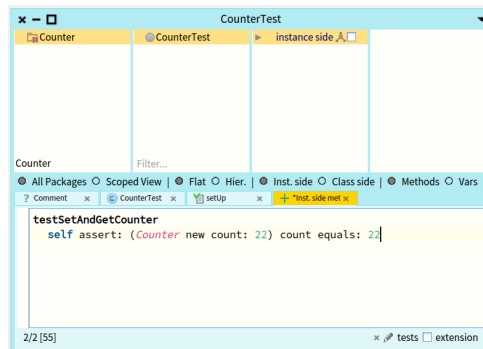 CounterTest
Counter
CounterTest
instance side
Counter
Filter...
All Packages Scoped View | Flat Hier. | Inst. side Class side | Methods Vars
? Comment × C CounterTest × setUp × + *Inst. side met ×
testSetAndGetCounter
self assert: (Counter new count: 22) count equals: 22
2/2 [55] × tests extension